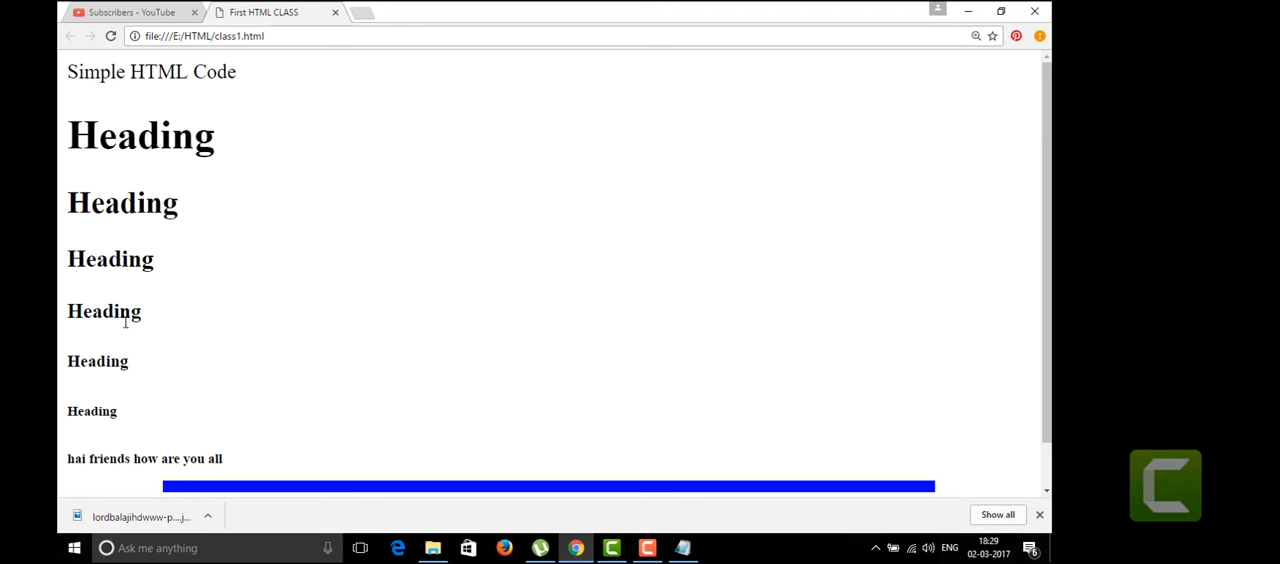 Subscribers - YouTube
First HTML CLASS
file:///E:/HTML/class1.html
Simple HTML Code
Heading
Heading
Heading
Heading
Heading
Heading
hai friends how are you all
lordbalajihdwww-p....j...
Show all
Ask me anything
ENG
18:29
02-03-2017
6